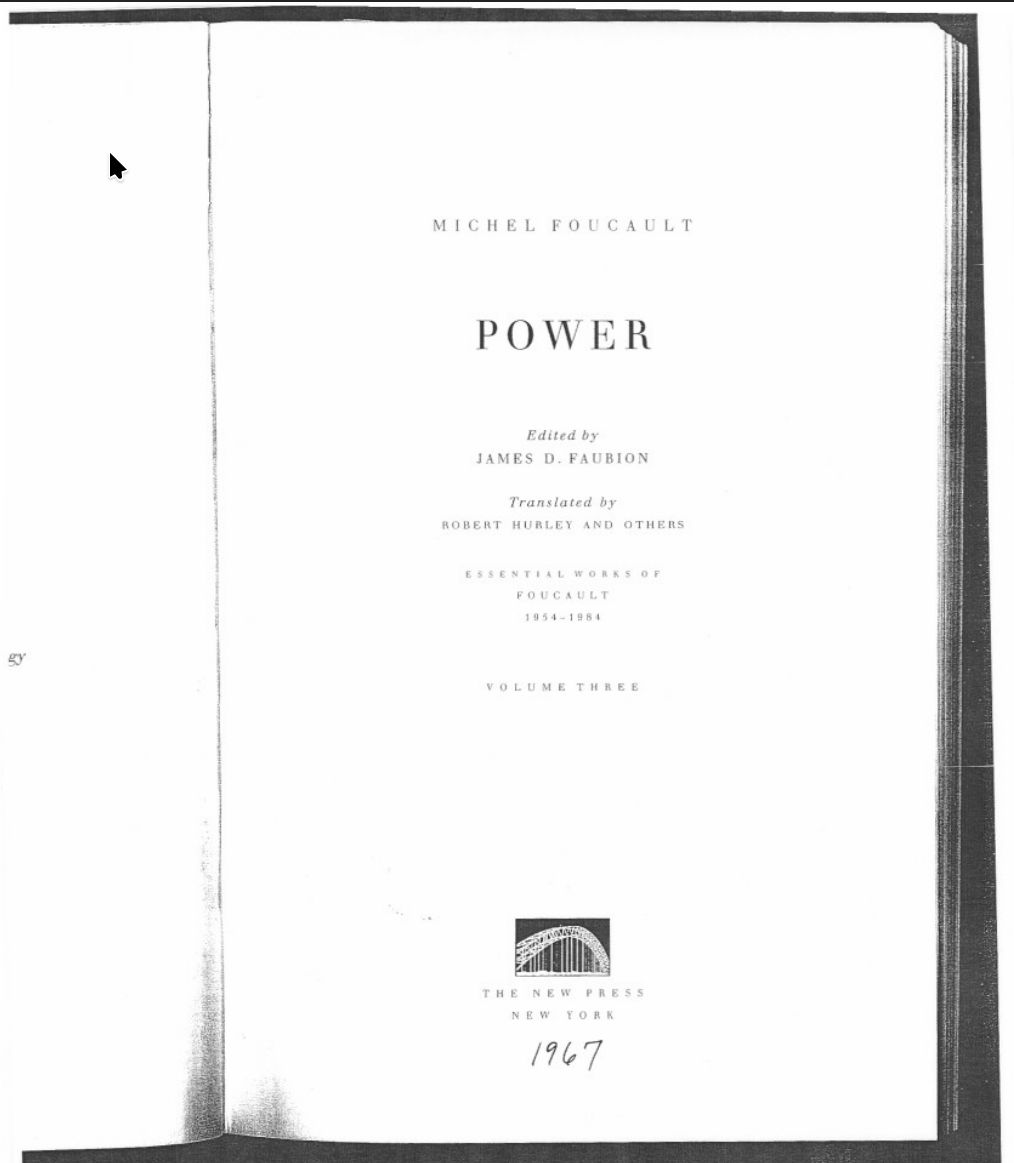 MICHEL FOUCAULT
POWER
Edited by
JAMES D. FAUBION
Translated by
ROBERT HURLEY AND OTHERS
ESSENTIAL WORKS OF
FOUCAULT
1954–1984
gy
VOLUME THREE
THE NEW PRESS
NEW YORK
1967